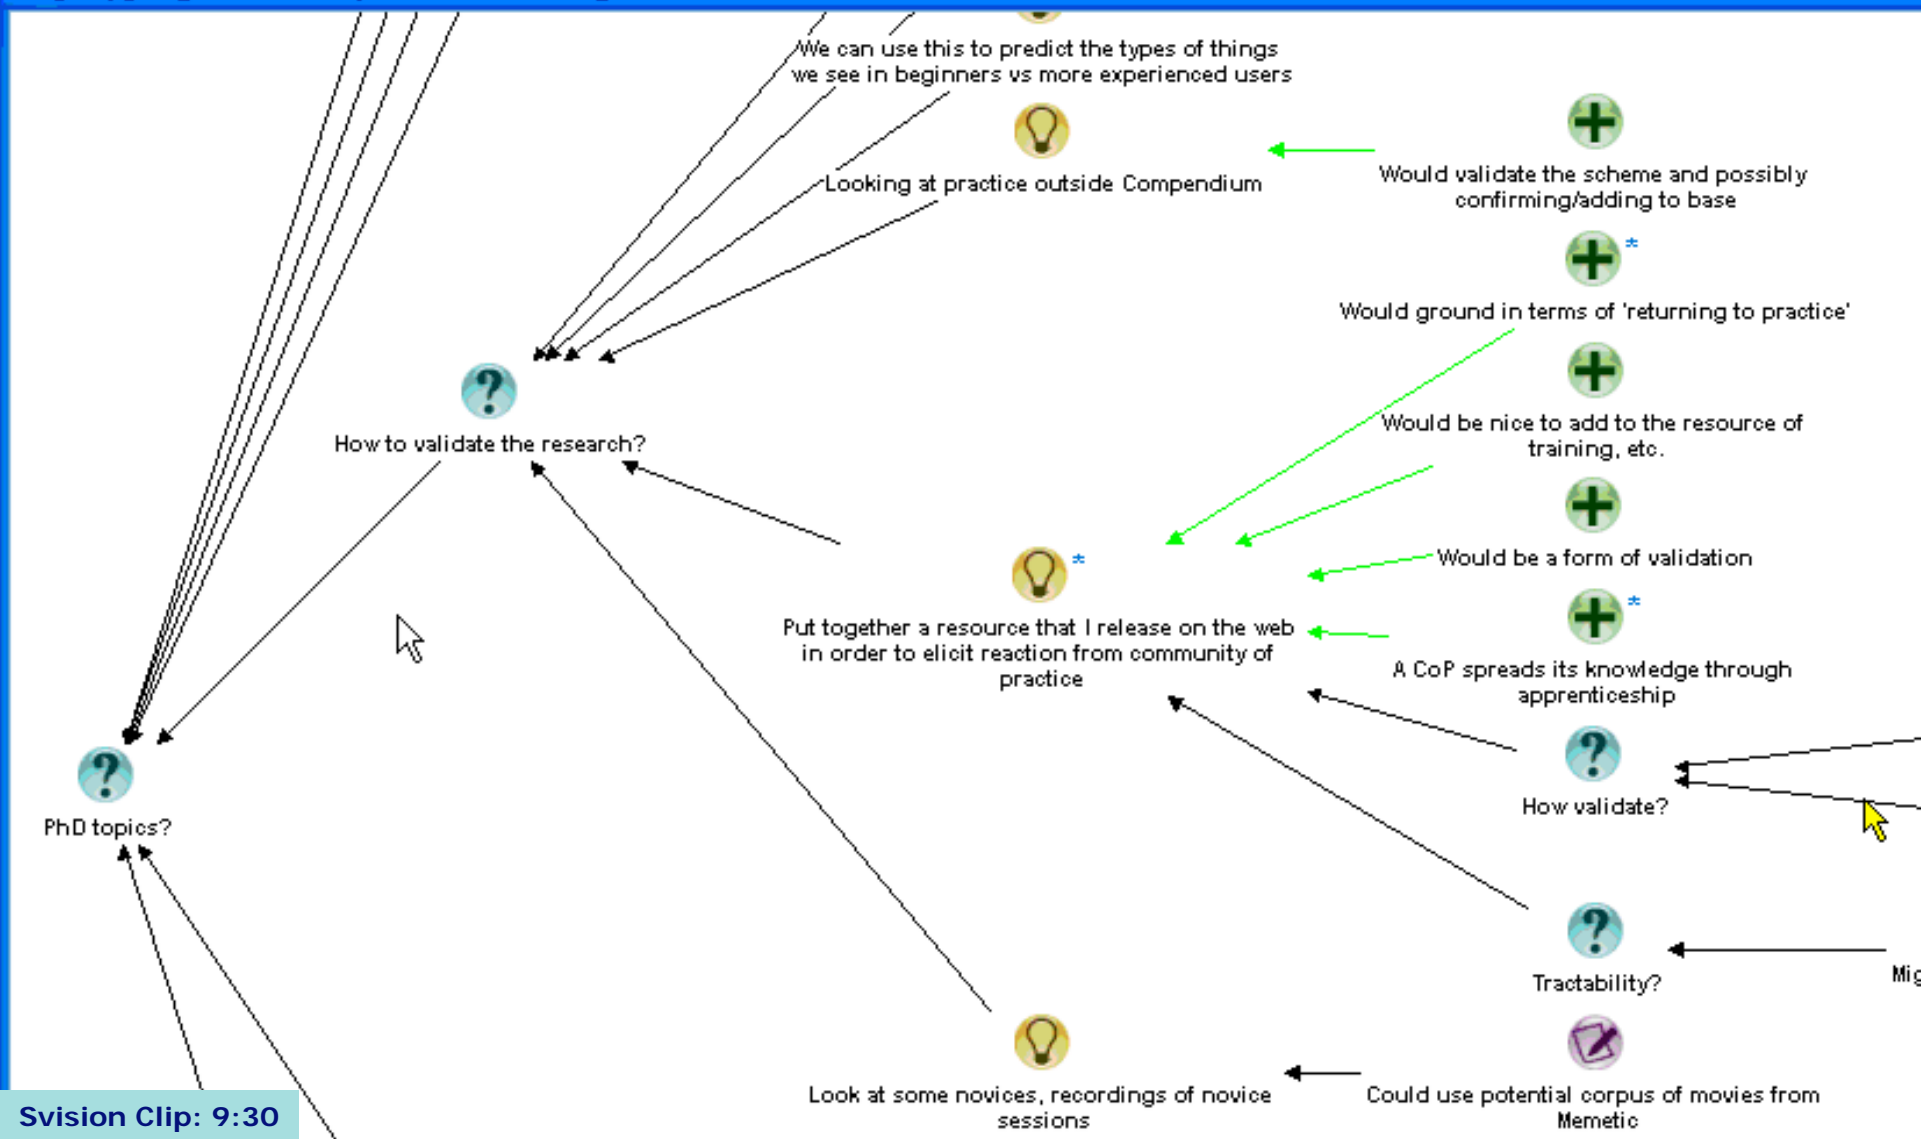 We can use this to predict the types of things
we see in beginners vs more experienced users
Looking at practice outside Compendium
Would validate the scheme and possibly
confirming/adding to base
*
Would ground in terms of 'returning to practice'
Would be nice to add to the resource of
training, etc.
How to validate the research?
Would be a form of validation
*
*
Put together a resource that I release on the web
in order to elicit reaction from community of
practice
A CoP spreads its knowledge through
apprenticeship
How validate?
PhD topics?
Tractability?
Mig
Look at some novices, recordings of novice
sessions
Could use potential corpus of movies from
Memetic
Svision Clip: 9:30